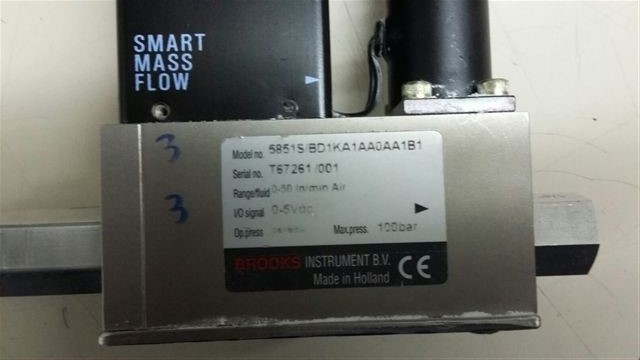 SMART
MASS
FLOW
3
3
Model no. 5851S/BD1KA1AA0AA1B1
Serial no. T67261/001
Range/fluid 0-50 ln/min Air
I/O signal 0-5Vdc
Op.press Max.press. 100bar
BROOKS INSTRUMENT B.V.
Made in Holland CE